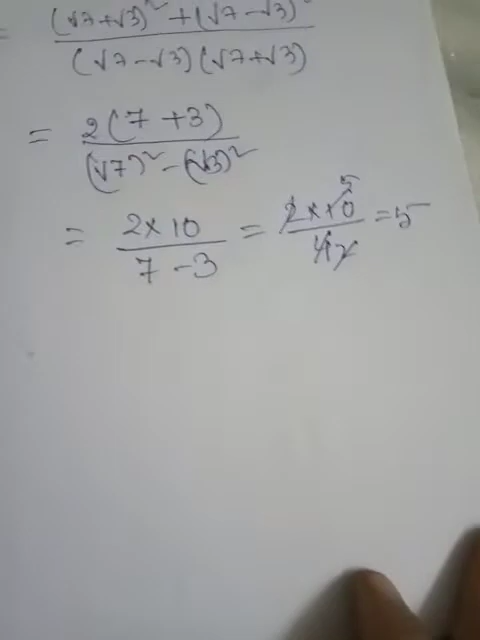 = (√7+√3)² + (√7-√3)² / (√7-√3)(√7+√3)
= 2(7+3) / (√7)² - (√3)²
= 2×10 / 7-3 = 2×10 / 4 = 5